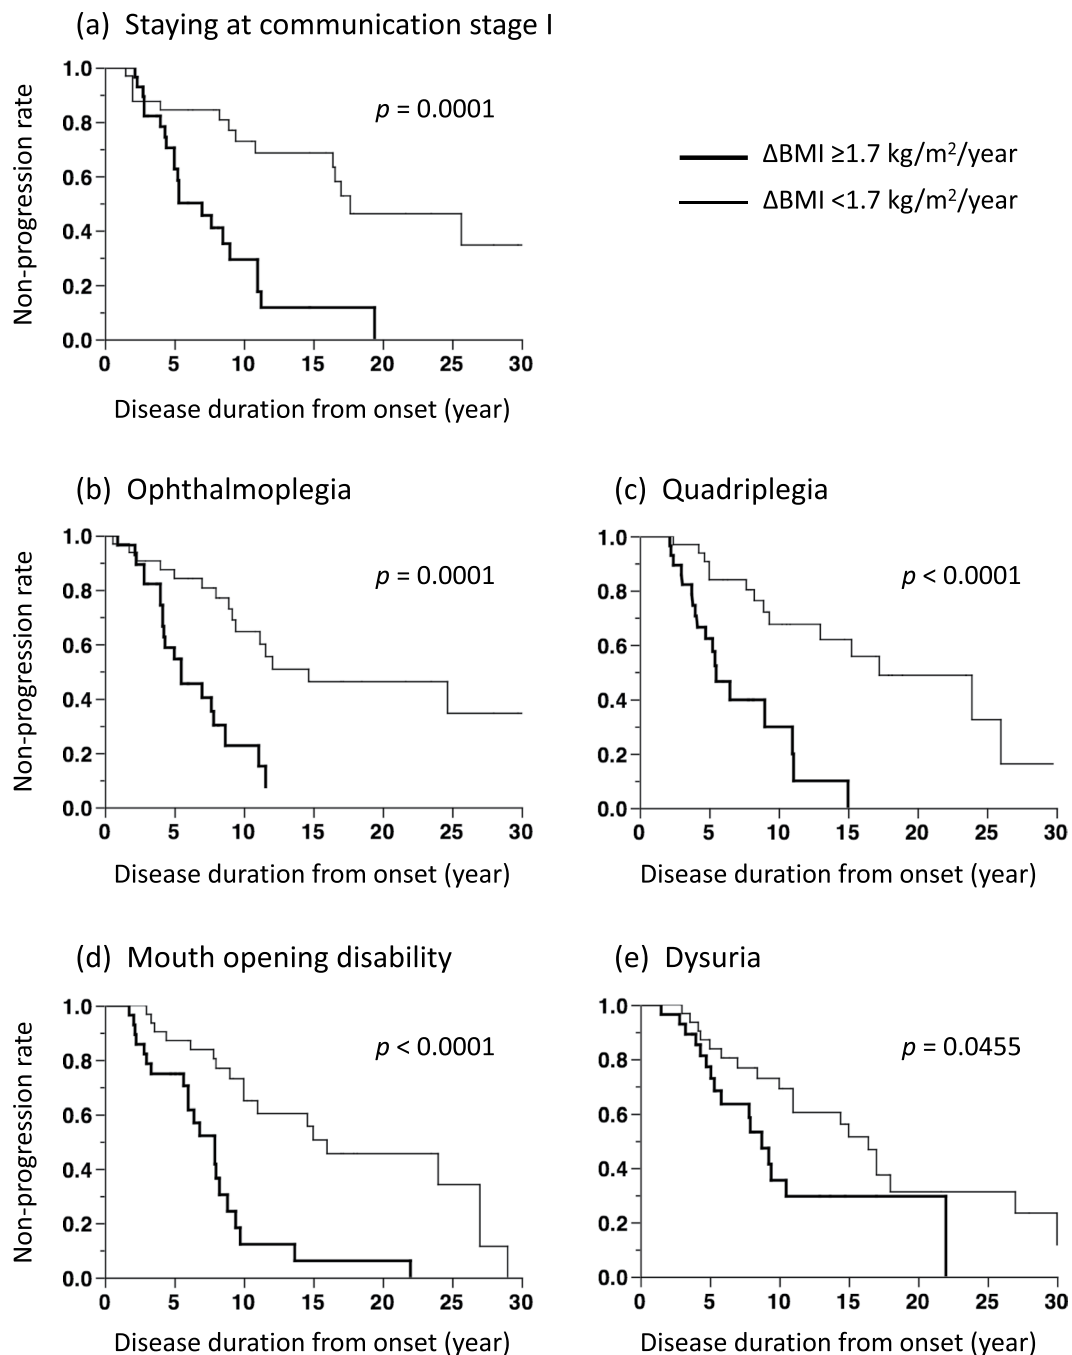 (a) Staying at communication stage I
Non-progression rate
1.0
0.8
0.6
0.4
0.2
0.0
p = 0.0001
0 5 10 15 20 25 30
Disease duration from onset (year)
ΔBMI ≥1.7 kg/m²/year
ΔBMI <1.7 kg/m²/year
(b) Ophthalmoplegia
Non-progression rate
1.0
0.8
0.6
0.4
0.2
0.0
p = 0.0001
0 5 10 15 20 25 30
Disease duration from onset (year)
(c) Quadriplegia
1.0
0.8
0.6
0.4
0.2
0.0
p < 0.0001
0 5 10 15 20 25 30
Disease duration from onset (year)
(d) Mouth opening disability
Non-progression rate
1.0
0.8
0.6
0.4
0.2
0.0
p < 0.0001
0 5 10 15 20 25 30
Disease duration from onset (year)
(e) Dysuria
1.0
0.8
0.6
0.4
0.2
0.0
p = 0.0455
0 5 10 15 20 25 30
Disease duration from onset (year)